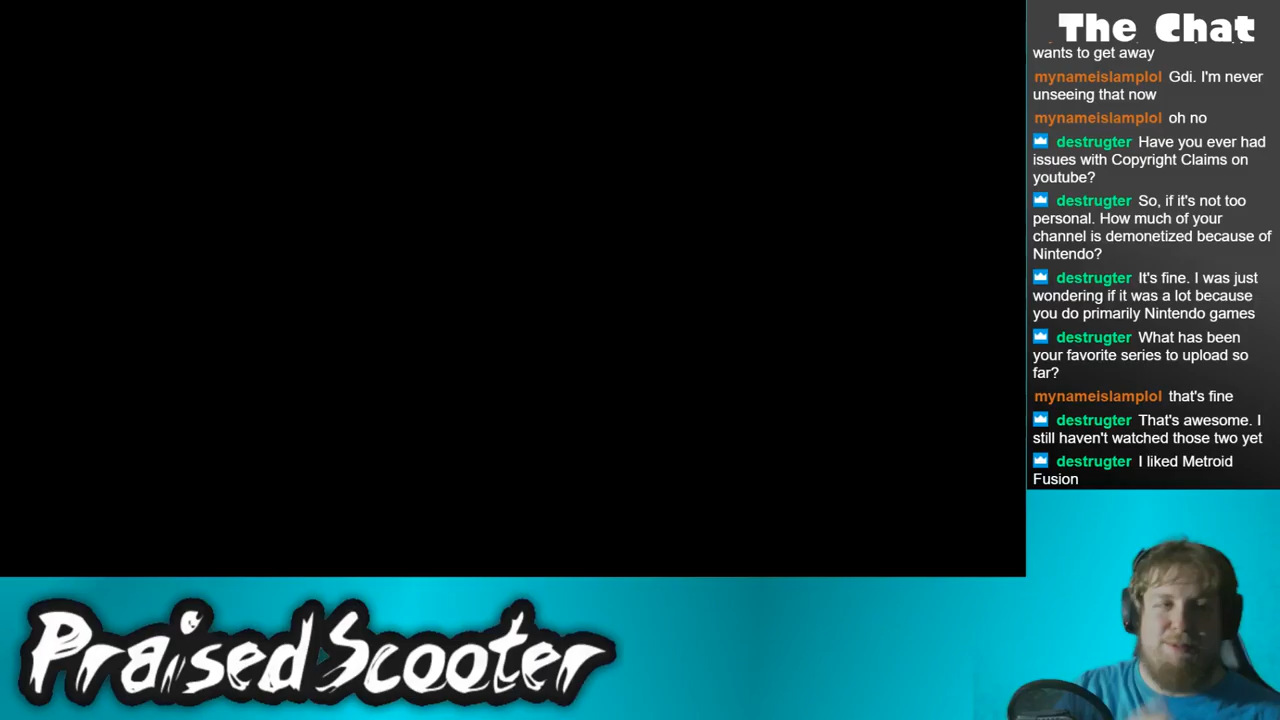 The Chat
wants to get away
mynameislamplol Gdi. I'm never
unseeing that now
mynameislamplol oh no
destrugter Have you ever had
issues with Copyright Claims on
youtube?
destrugter So, if it's not too
personal. How much of your
channel is demonetized because of
Nintendo?
destrugter It's fine. I was just
wondering if it was a lot because
you do primarily Nintendo games
destrugter What has been
your favorite series to upload so
far?
mynameislamplol that's fine
destrugter That's awesome. I
still haven't watched those two yet
destrugter I liked Metroid
Fusion
PraisedScooter